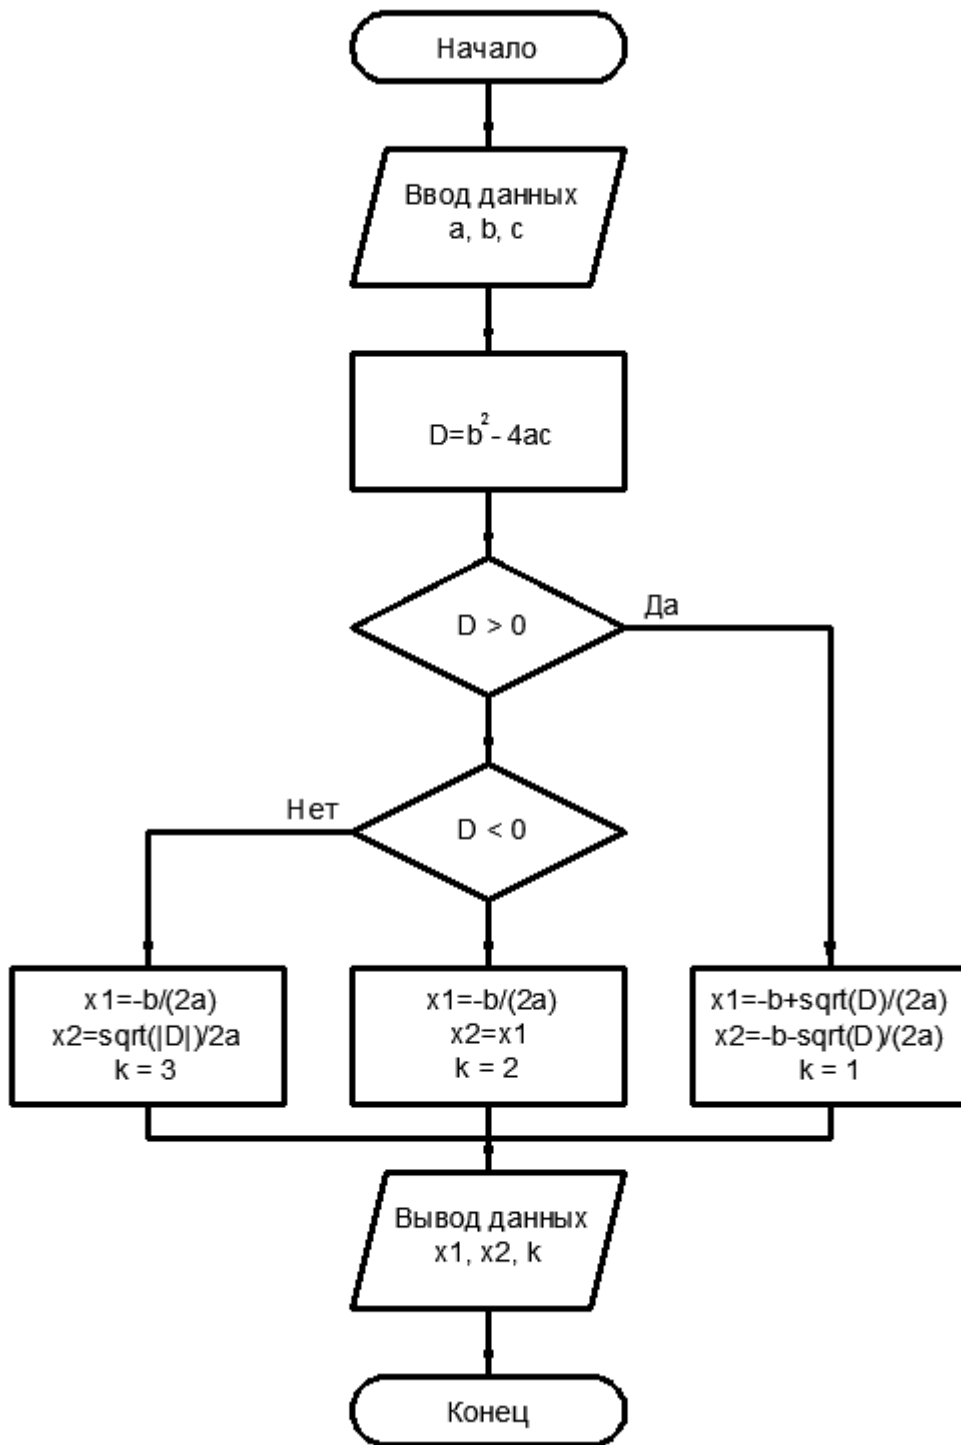 Начало
Ввод данных
a, b, c
D=b²- 4ac
D > 0
Да
D < 0
Нет
x1=-b/(2a)
x2=sqrt(|D|)/2a
k = 3
x1=-b/(2a)
x2=x1
k = 2
x1=-b+sqrt(D)/(2a)
x2=-b-sqrt(D)/(2a)
k = 1
Вывод данных
x1, x2, k
Конец